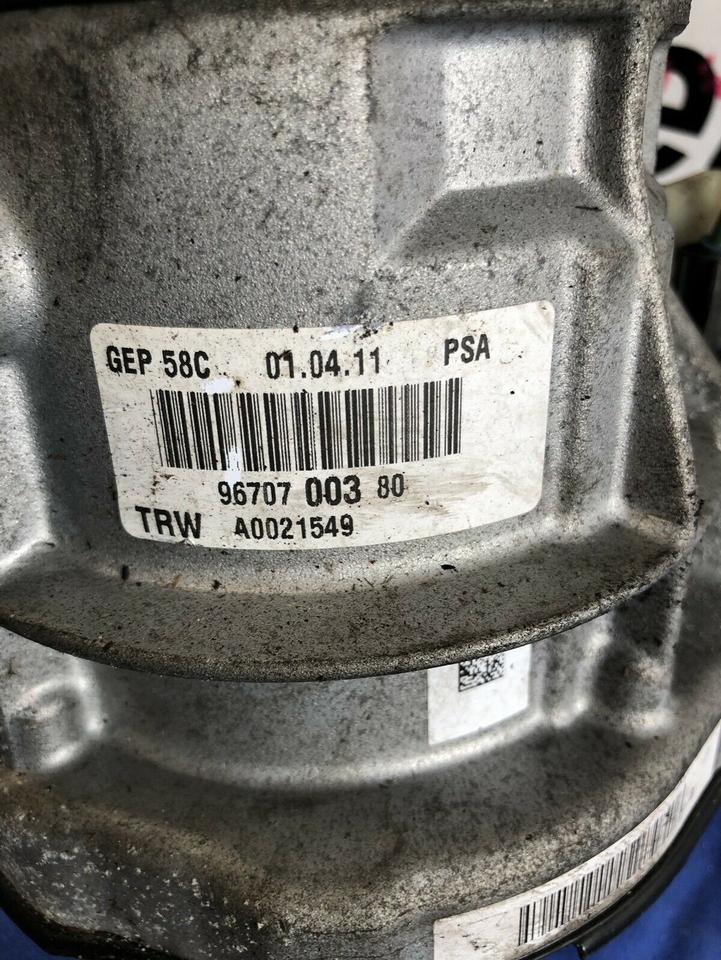 GEP 58C 01.04.11 PSA
96707 003 80
TRW A0021549